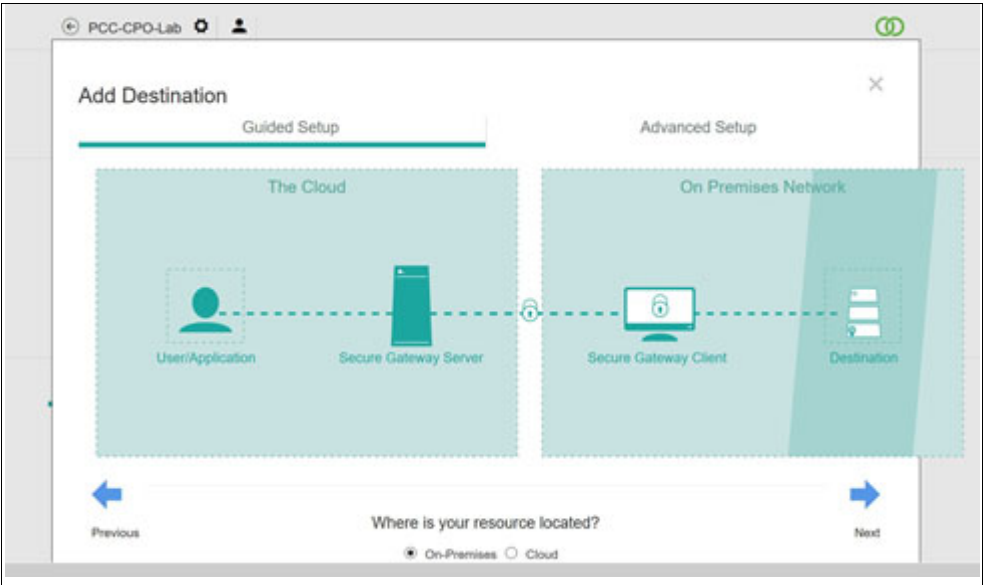 PCC-CPO-Lab
Add Destination
Guided Setup
Advanced Setup
The Cloud
On Premises Network
User/Application
Secure Gateway Server
Secure Gateway Client
Destination
Previous
Where is your resource located?
Next
On-Premises
Cloud